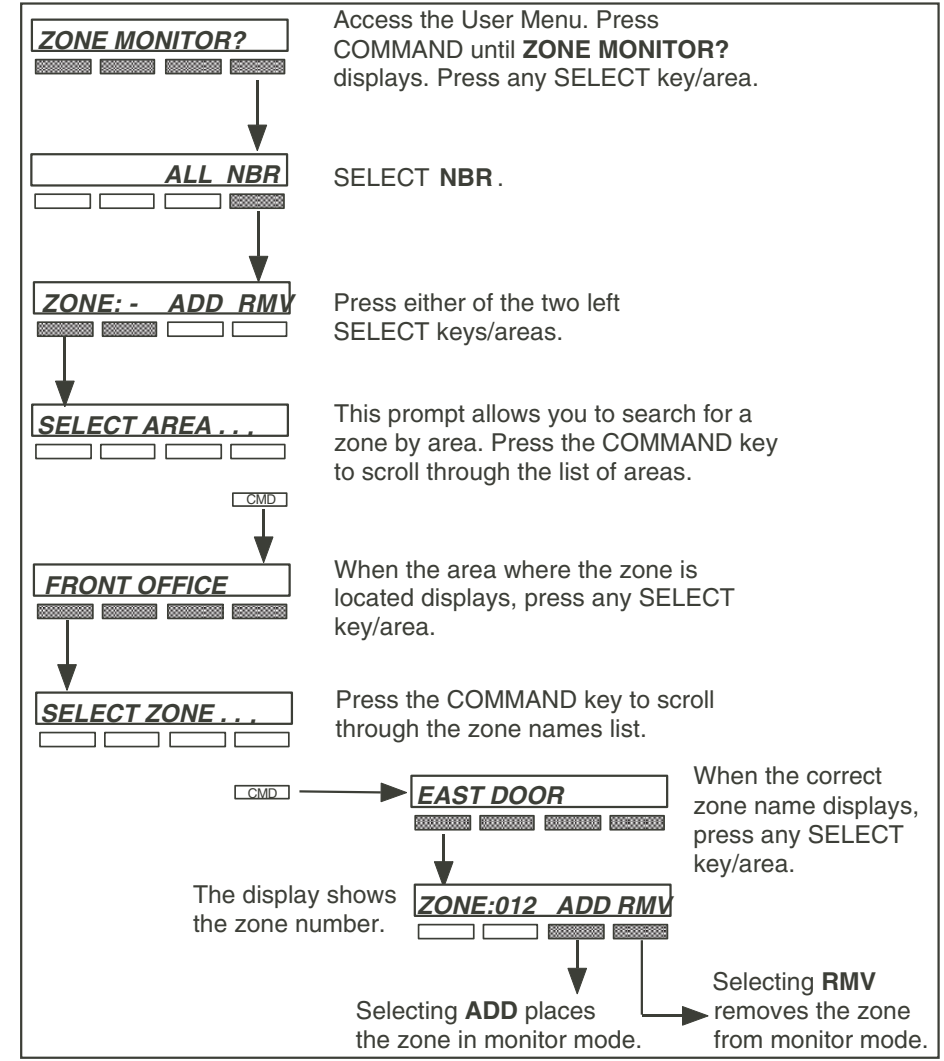 ZONE MONITOR?
Access the User Menu. Press
COMMAND until ZONE MONITOR?
displays. Press any SELECT key/area.
ALL NBR
SELECT NBR .
ZONE: - ADD RMV
Press either of the two left
SELECT keys/areas.
SELECT AREA . . .
This prompt allows you to search for a
zone by area. Press the COMMAND key
to scroll through the list of areas.
CMD
FRONT OFFICE
When the area where the zone is
located displays, press any SELECT
key/area.
SELECT ZONE . . .
Press the COMMAND key to scroll
through the zone names list.
CMD
EAST DOOR
When the correct
zone name displays,
press any SELECT
key/area.
The display shows
the zone number.
ZONE:012 ADD RMV
Selecting ADD places
the zone in monitor mode.
Selecting RMV
removes the zone
from monitor mode.